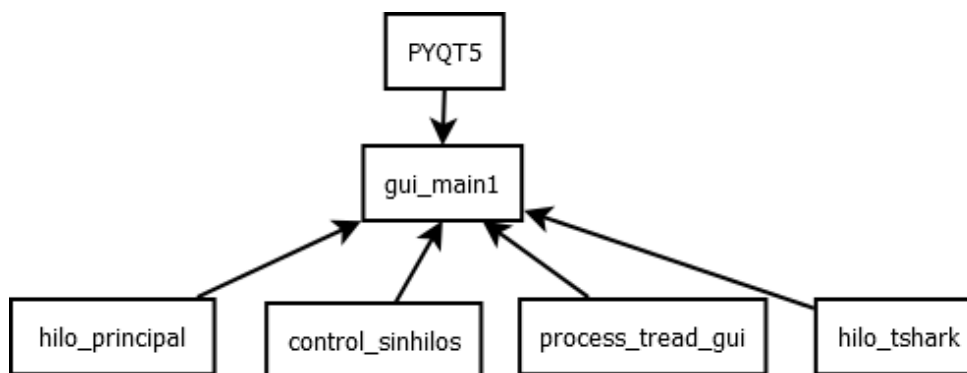 PYQT5
gui_main1
hilo_principal
control_sinhilos
process_tread_gui
hilo_tshark